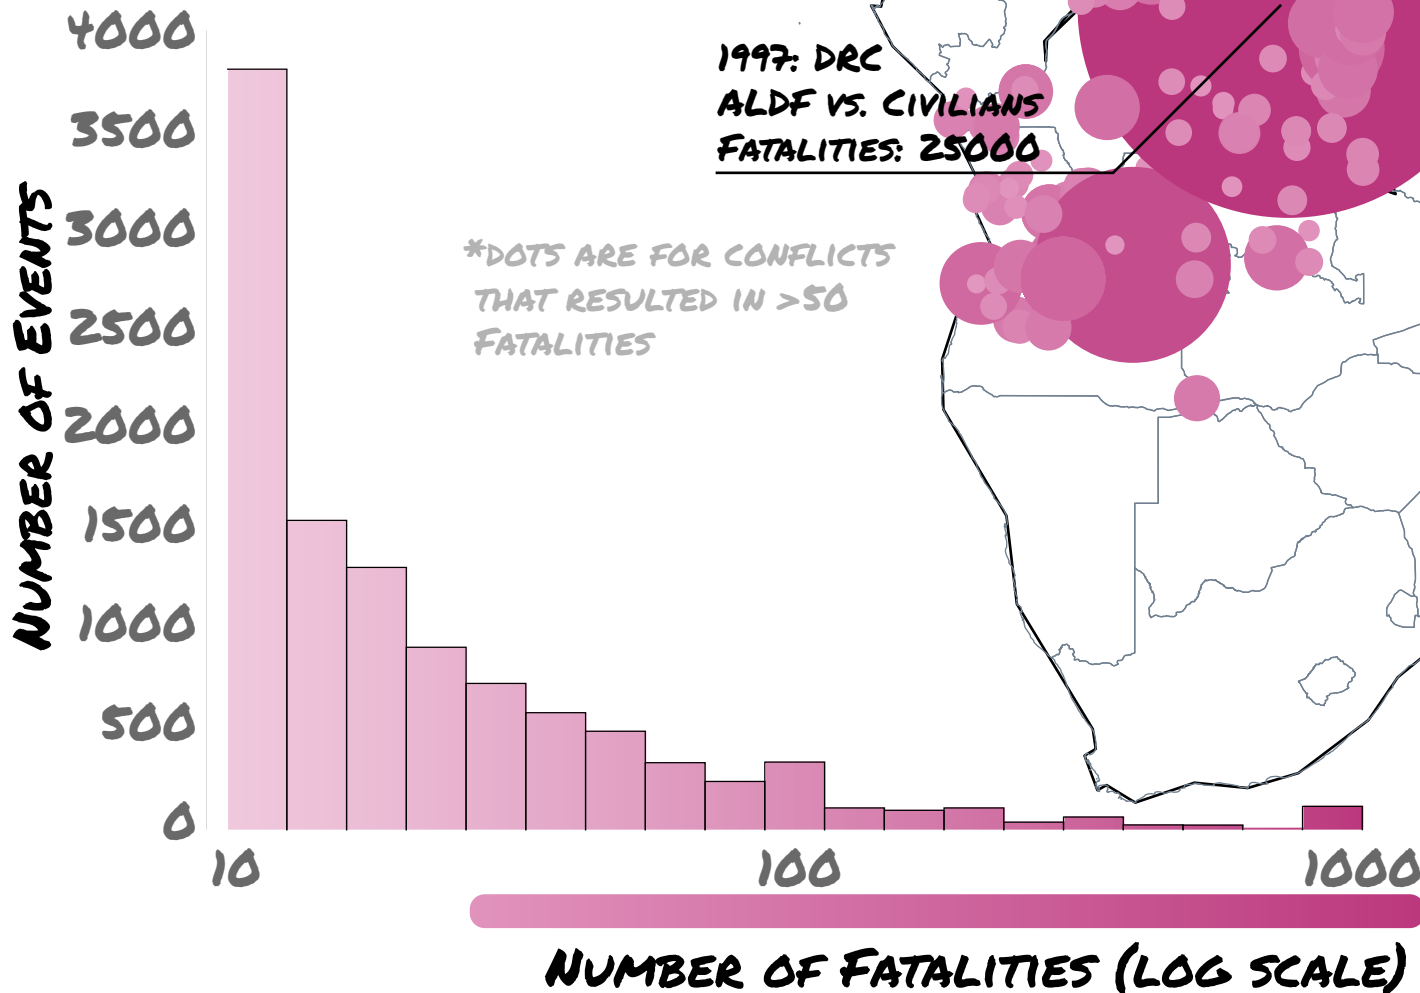 4000
3500
3000
2500
2000
1500
1000
500
0
Number of Events
1997: DRC
ALDF vs. Civilians
Fatalities: 25000
*dots are for conflicts
that resulted in >50
Fatalities
10
100
1000
Number of Fatalities (log scale)